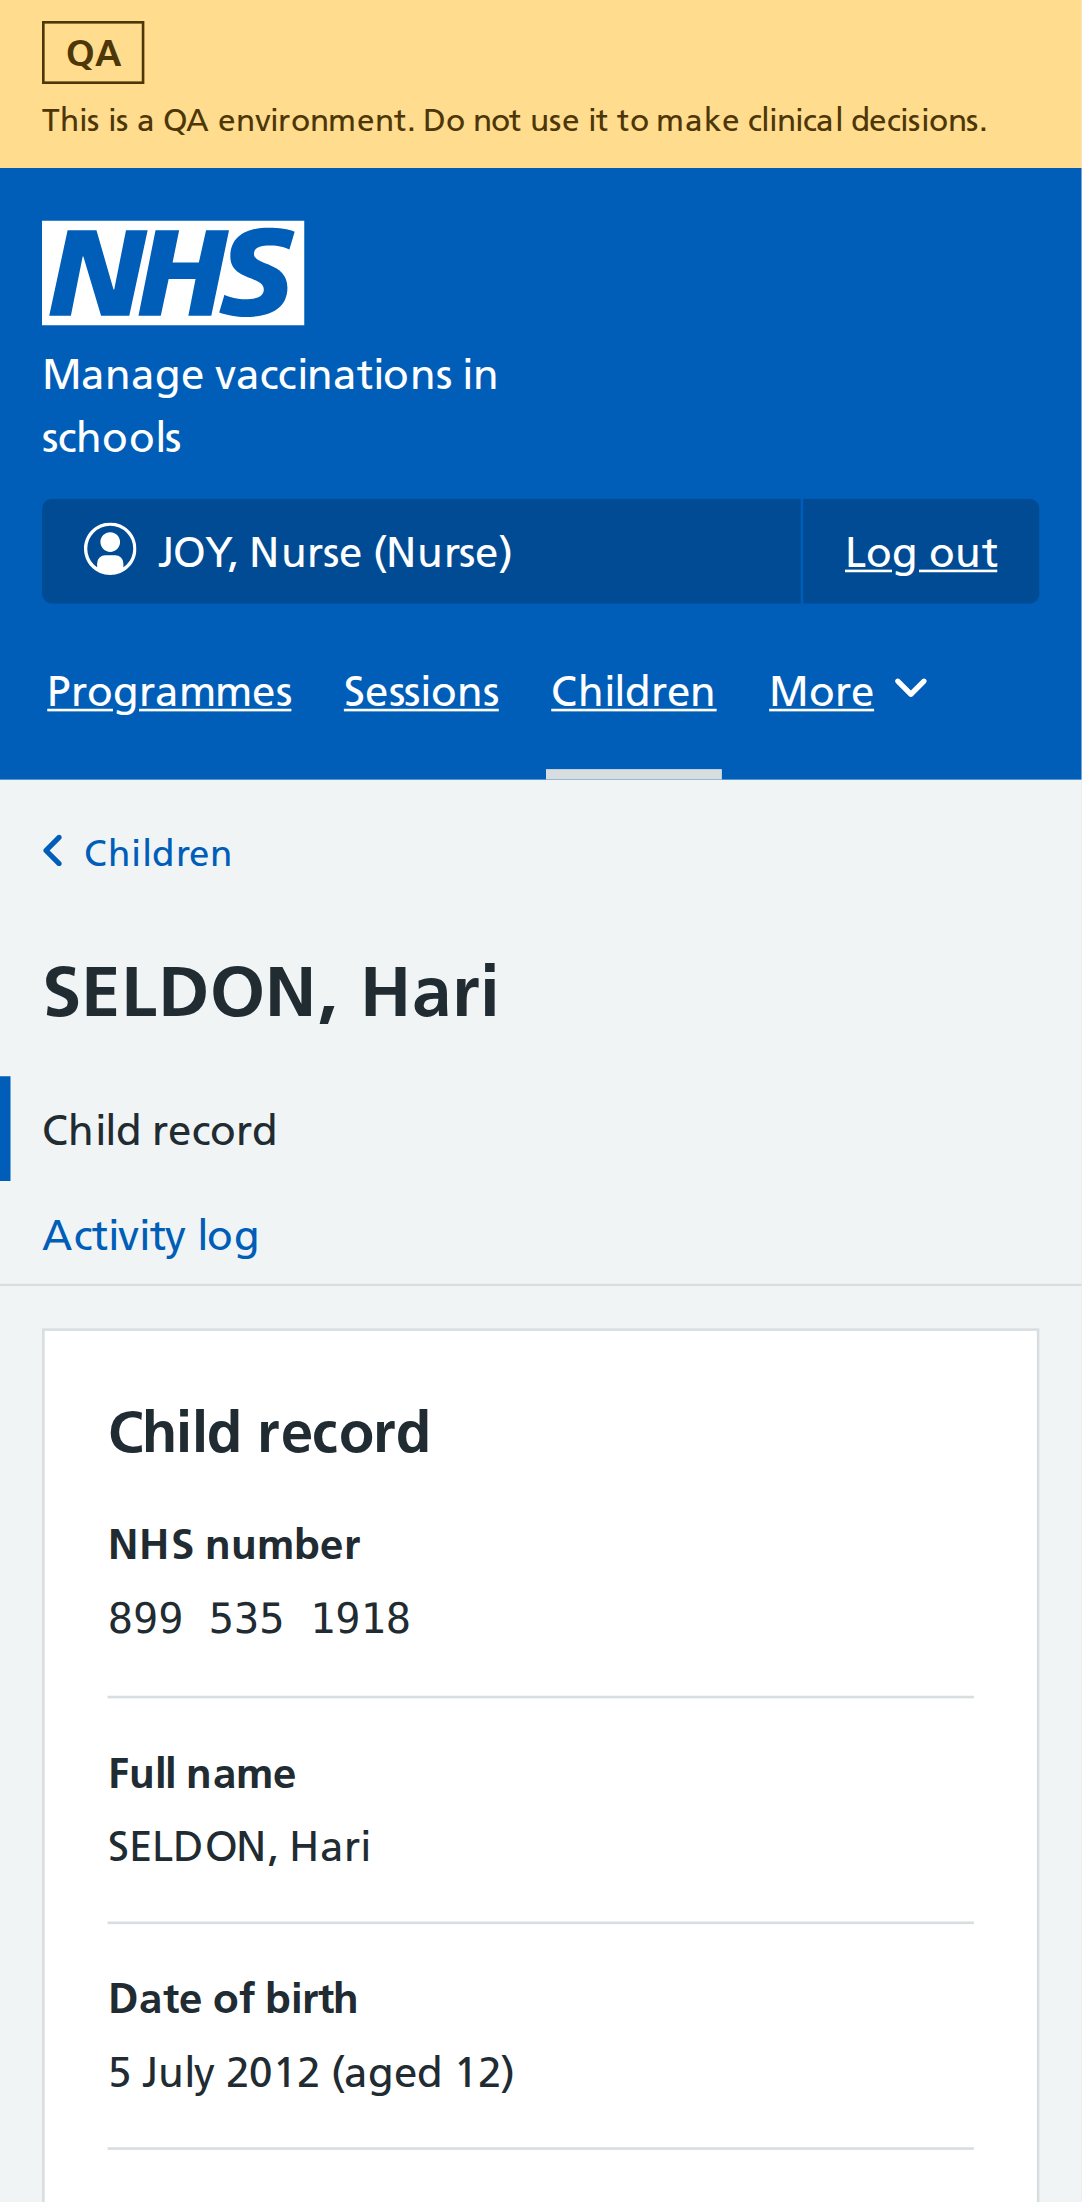 QA
This is a QA environment. Do not use it to make clinical decisions.
NHS
Manage vaccinations in
schools
JOY, Nurse (Nurse)
Log out
Programmes
Sessions
Children
More
Children
SELDON, Hari
Child record
Activity log
Child record
NHS number
899 535 1918
Full name
SELDON, Hari
Date of birth
5 July 2012 (aged 12)